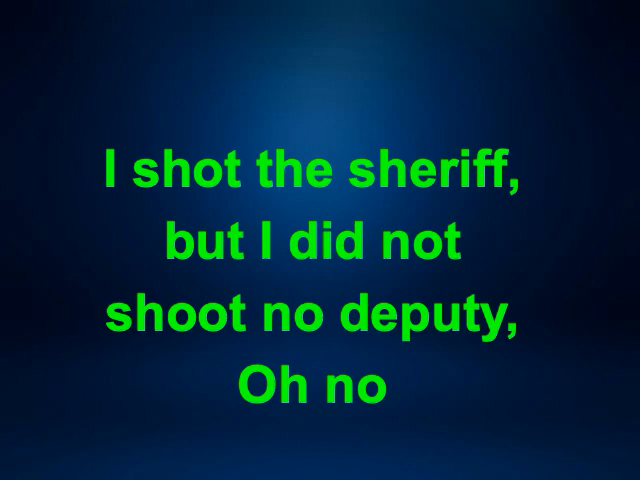 I shot the sheriff,
but I did not
shoot no deputy,
Oh no